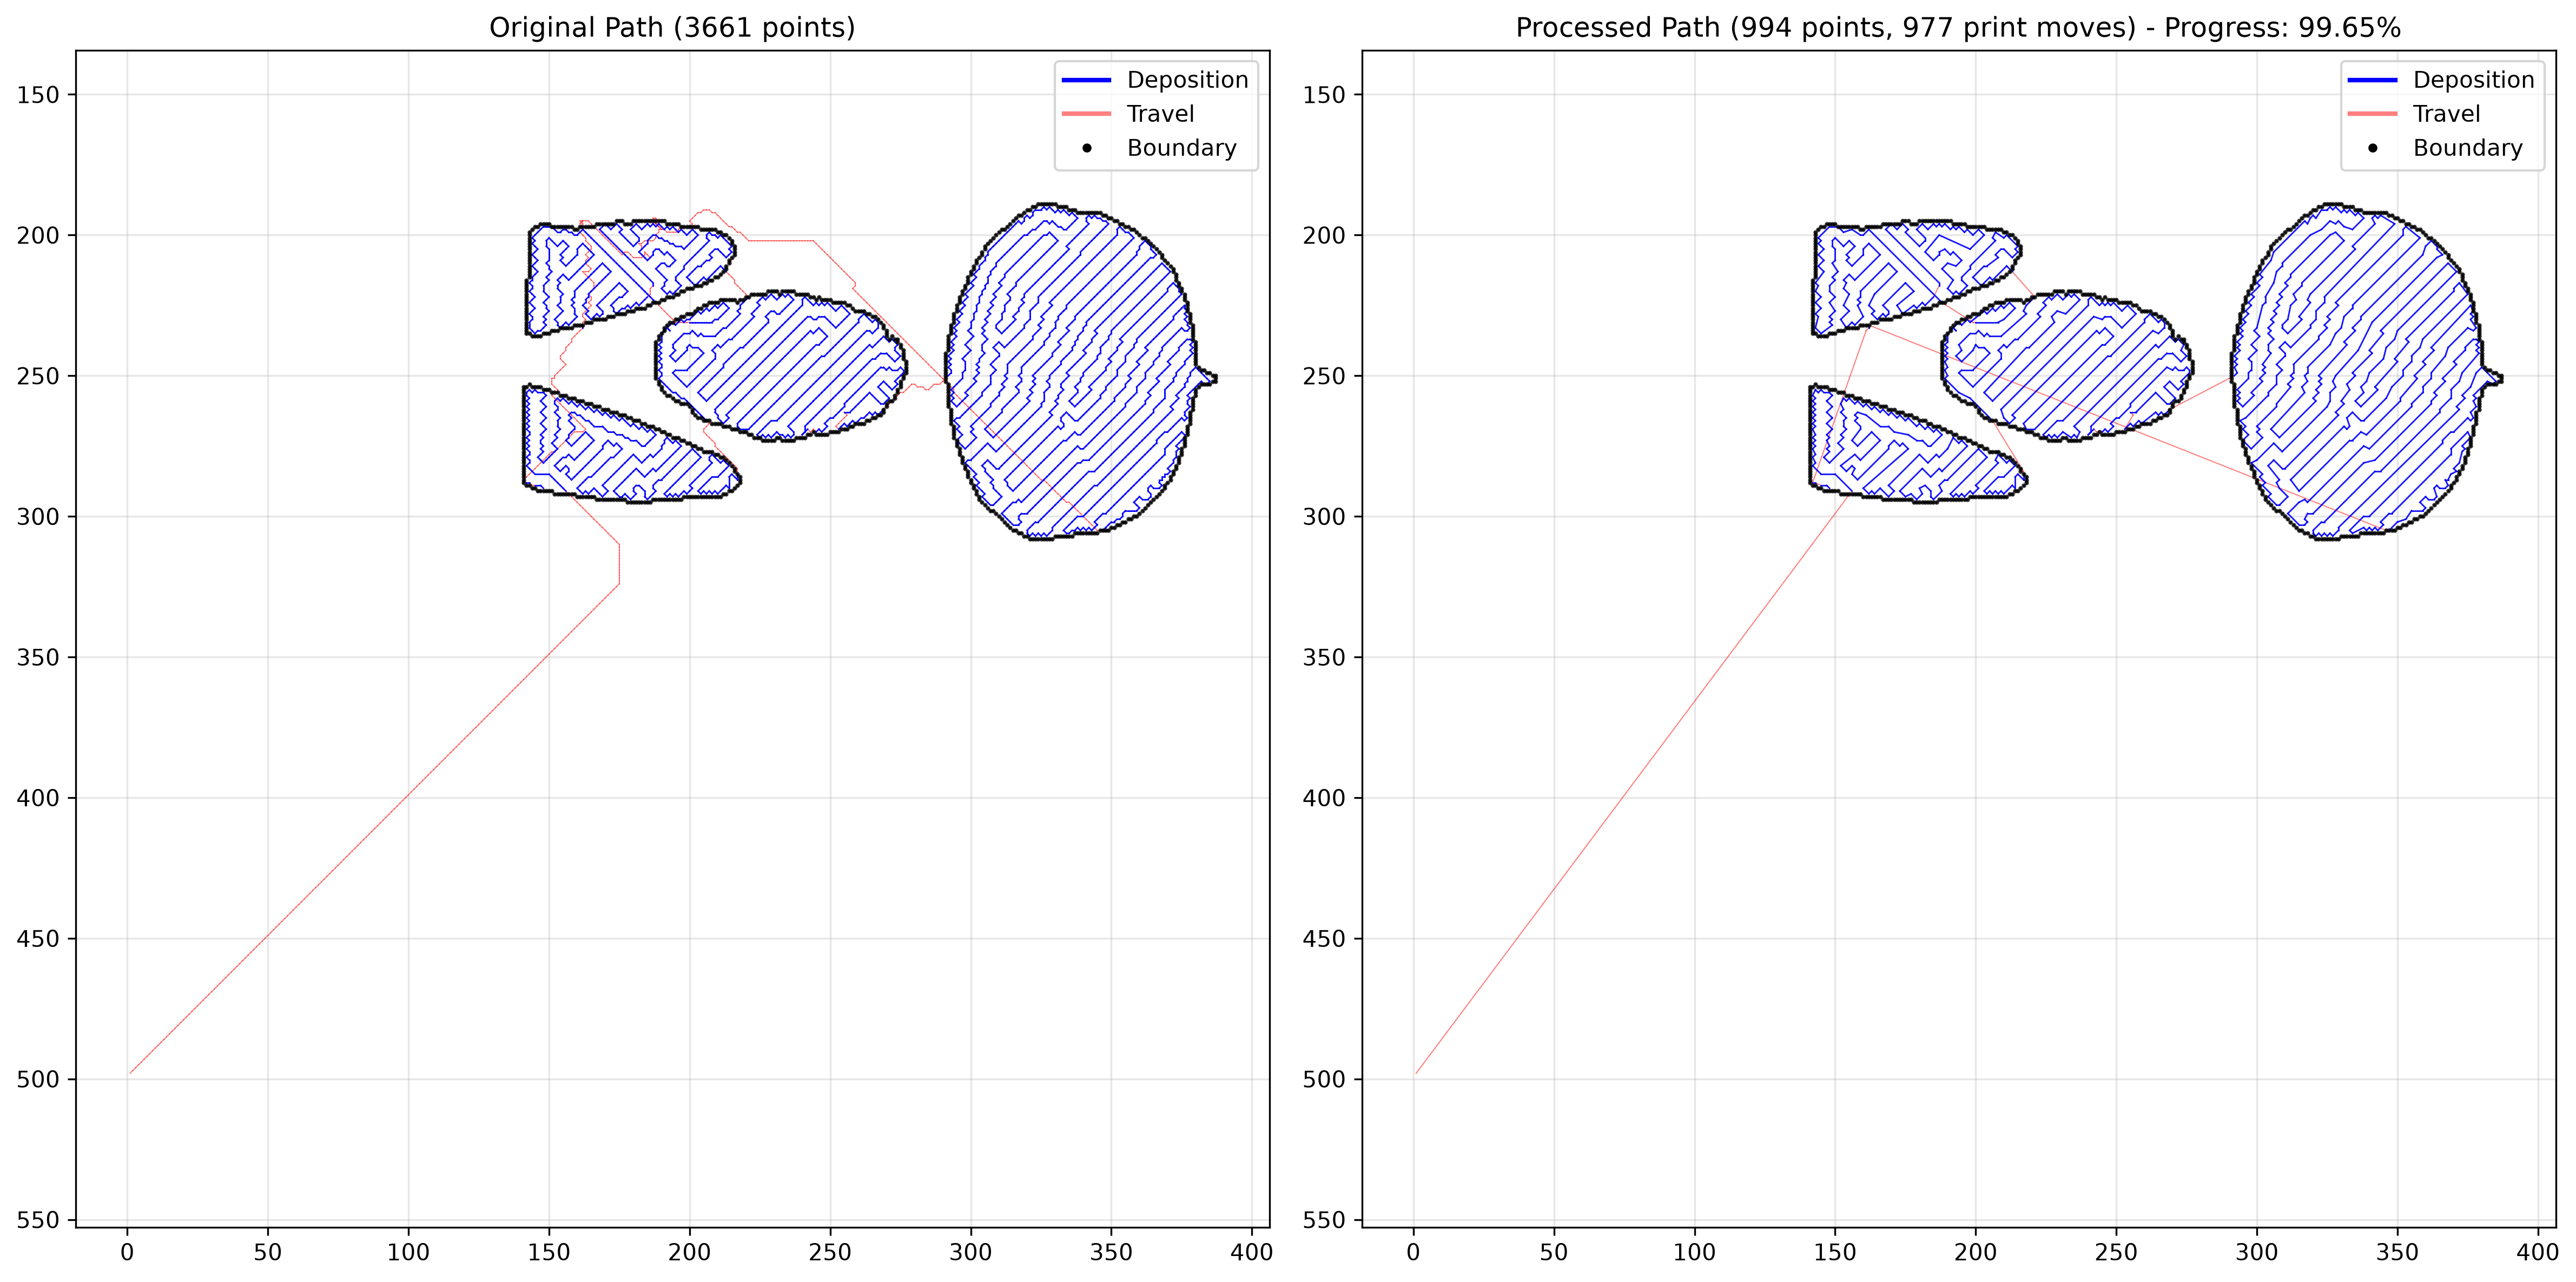 Original Path (3661 points)
Deposition
Travel
Boundary
150
200
250
300
350
400
450
500
550
0 50 100 150 200 250 300 350 400
Processed Path (994 points, 977 print moves) - Progress: 99.65%
Deposition
Travel
Boundary
150
200
250
300
350
400
450
500
550
0 50 100 150 200 250 300 350 400